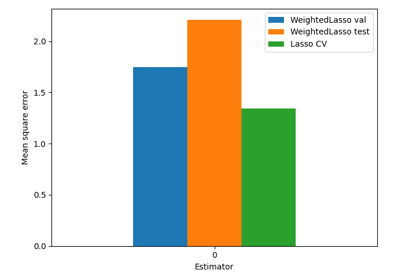 WeightedLasso val
WeightedLasso test
Lasso CV
Mean square error
2.0
1.5
1.0
0.5
0.0
0
Estimator